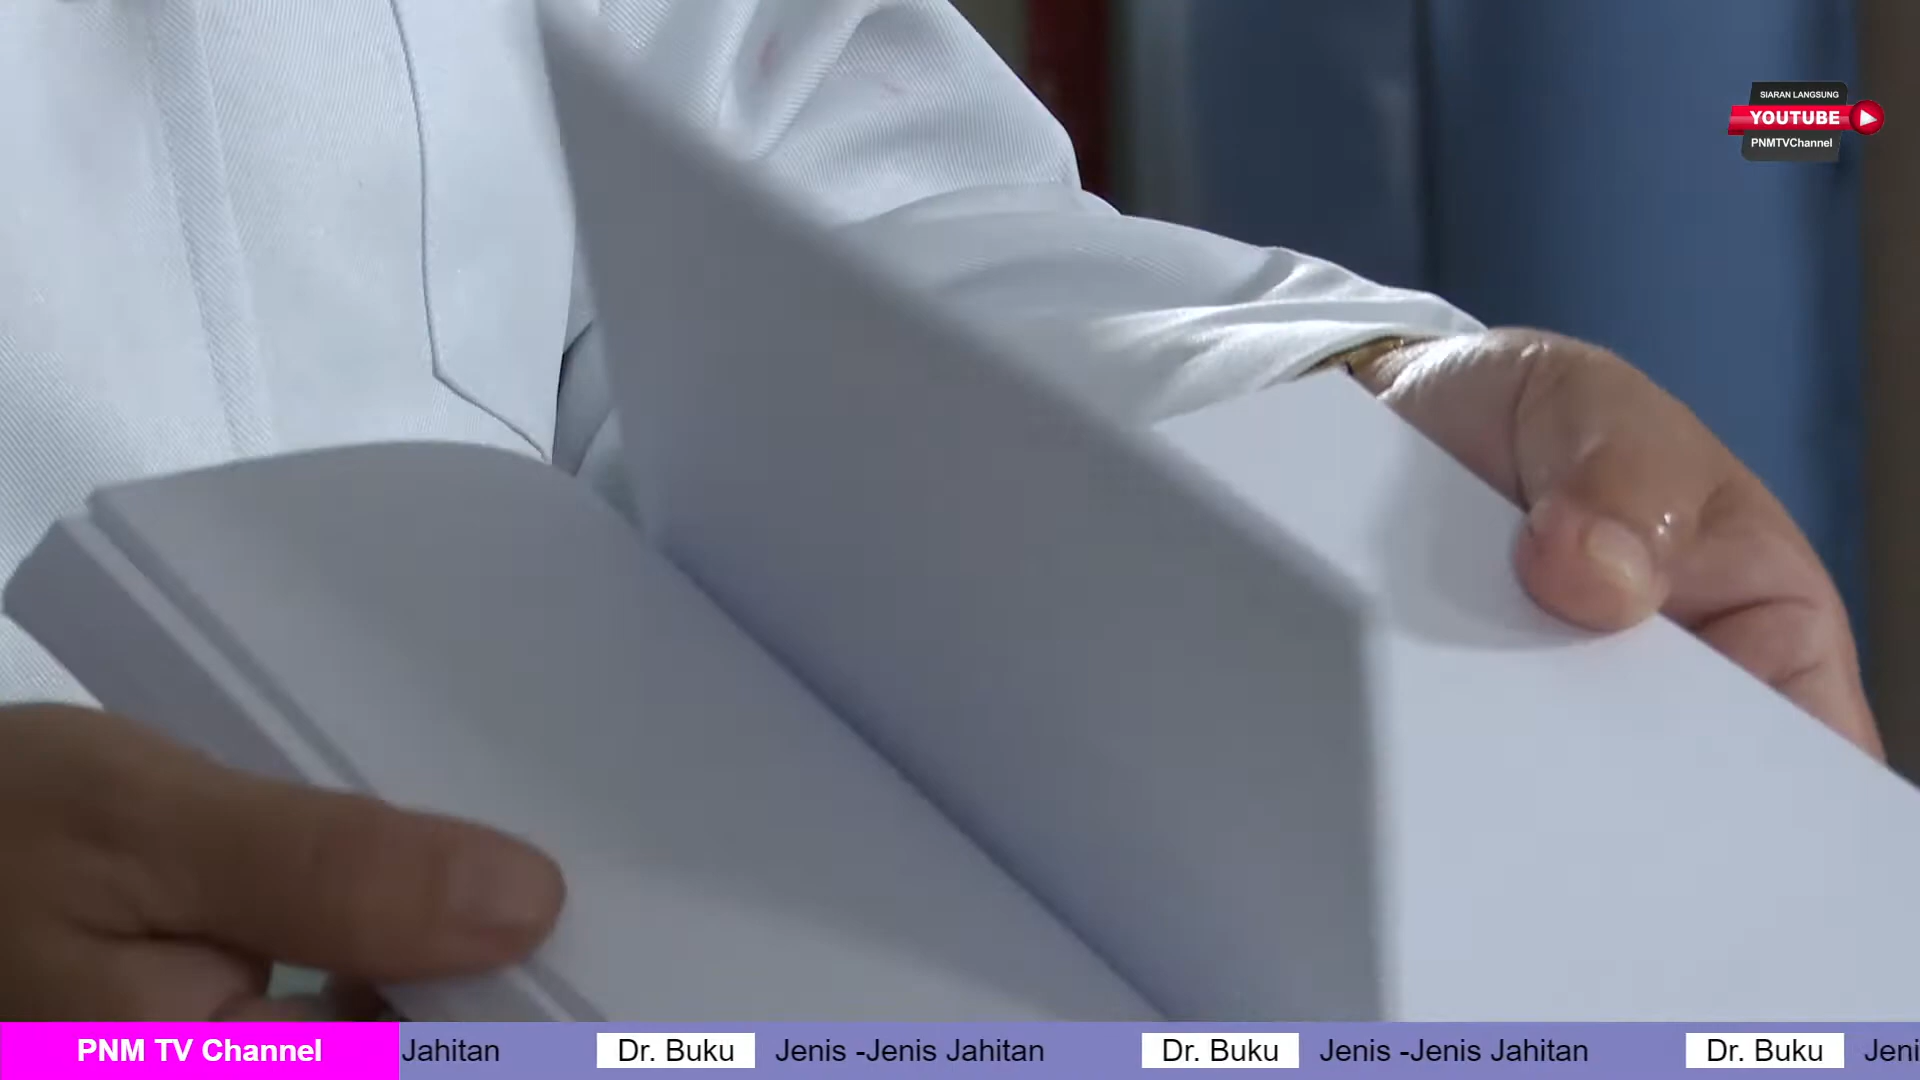 SIARAN LANGSUNG
YOUTUBE
PNMTVChannel
PNM TV Channel Jahitan Dr. Buku Jenis -Jenis Jahitan Dr. Buku Jenis -Jenis Jahitan Dr. Buku Jeni